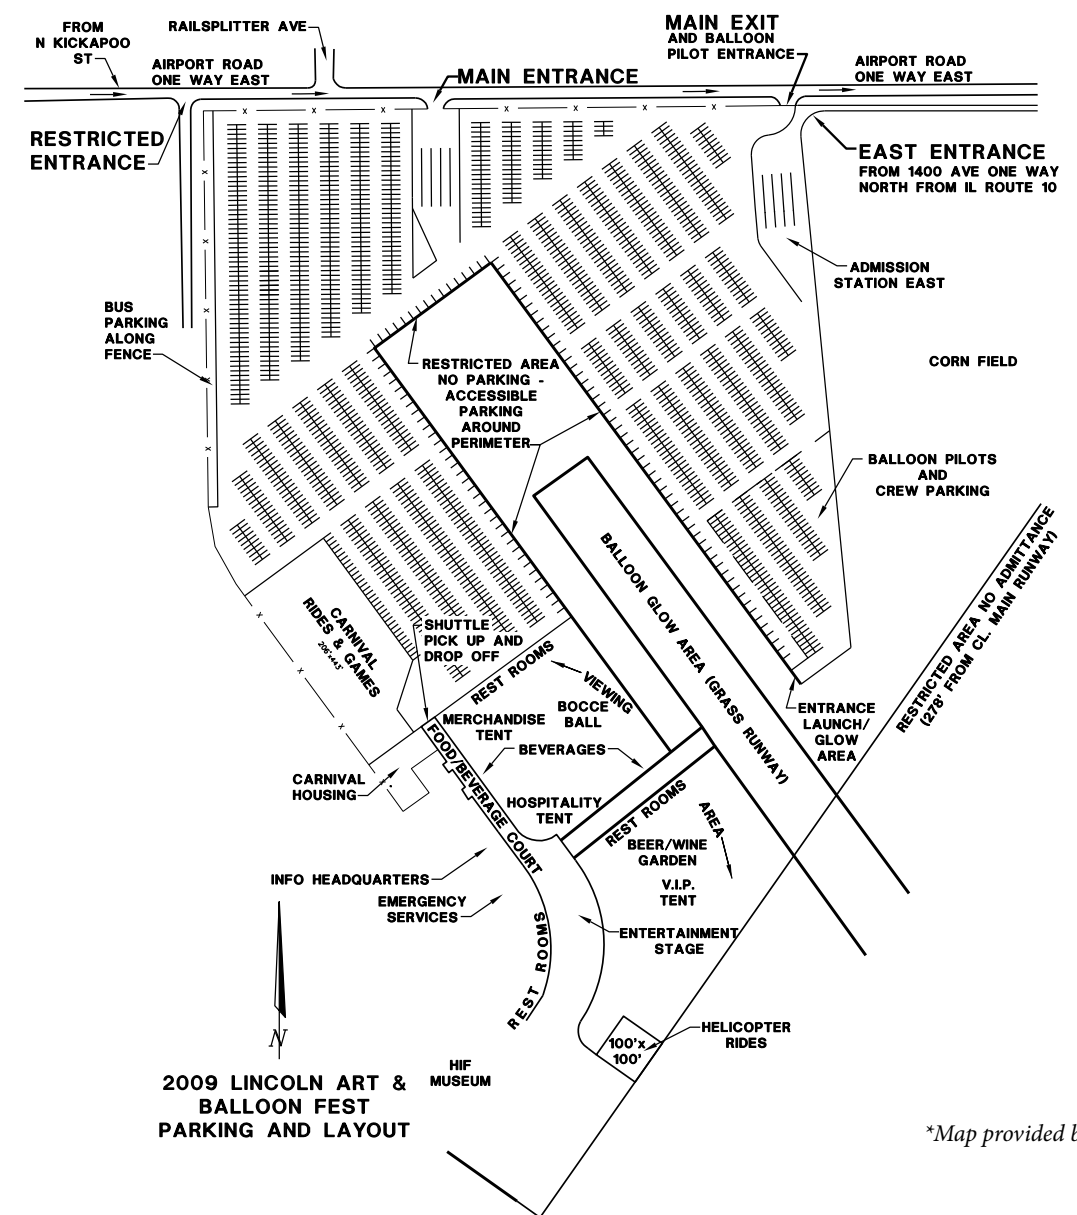 FROM
N KICKAPOO
ST
RAILSPLITTER AVE
MAIN EXIT
AND BALLOON
PILOT ENTRANCE
AIRPORT ROAD
ONE WAY EAST
MAIN ENTRANCE
AIRPORT ROAD
ONE WAY EAST
RESTRICTED
ENTRANCE
EAST ENTRANCE
FROM 1400 AVE ONE WAY
NORTH FROM IL ROUTE 10
ADMISSION
STATION EAST
BUS
PARKING
ALONG
FENCE
RESTRICTED AREA
NO PARKING -
ACCESSIBLE
PARKING
AROUND
PERIMETER
CORN FIELD
BALLOON PILOTS
AND
CREW PARKING
RESTRICTED AREA NO ADMITTANCE
(278' FROM CL. MAIN RUNWAY)
BALLOON GLOW AREA (GRASS RUNWAY)
CARNIVAL
RIDES & GAMES
206'x443'
SHUTTLE
PICK UP AND
DROP OFF
REST ROOMS
VIEWING
BOCCE
BALL
MERCHANDISE
TENT
BEVERAGES
ENTRANCE
LAUNCH/
GLOW
AREA
FOOD/BEVERAGE COURT
CARNIVAL
HOUSING
HOSPITALITY
TENT
REST ROOMS
AREA
BEER/WINE
GARDEN
V.I.P.
TENT
INFO HEADQUARTERS
EMERGENCY
SERVICES
REST ROOMS
ENTERTAINMENT
STAGE
100'x
100'
HELICOPTER
RIDES
N
HIF
MUSEUM
2009 LINCOLN ART &
BALLOON FEST
PARKING AND LAYOUT
*Map provided b